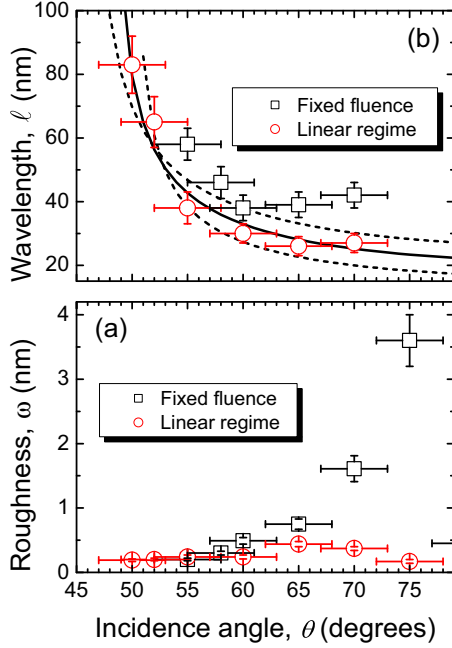 100
80
60
40
20
Wavelength, ℓ (nm)
(b)
Fixed fluence
Linear regime
4
3
2
1
0
Roughness, ω (nm)
(a)
Fixed fluence
Linear regime
45 50 55 60 65 70 75
Incidence angle, θ (degrees)